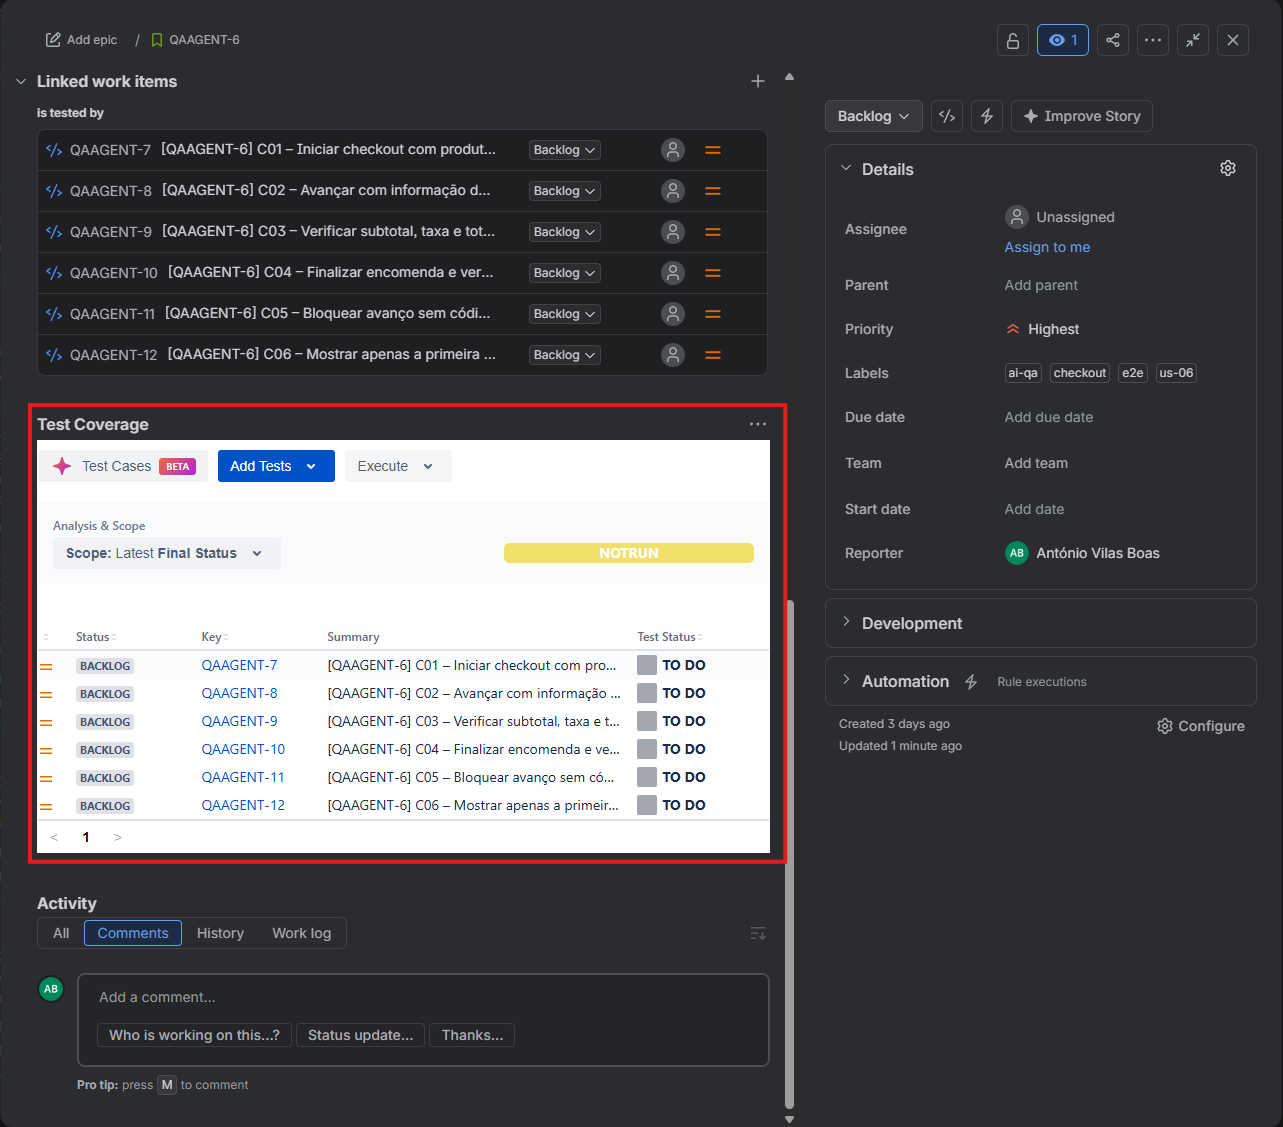 Add epic / QAAGENT-6
1
Linked work items
is tested by
QAAGENT-7 [QAAGENT-6] C01 – Iniciar checkout com produt... Backlog
QAAGENT-8 [QAAGENT-6] C02 – Avançar com informação d... Backlog
QAAGENT-9 [QAAGENT-6] C03 – Verificar subtotal, taxa e tot... Backlog
QAAGENT-10 [QAAGENT-6] C04 – Finalizar encomenda e ver... Backlog
QAAGENT-11 [QAAGENT-6] C05 – Bloquear avanço sem códi... Backlog
QAAGENT-12 [QAAGENT-6] C06 – Mostrar apenas a primeira ... Backlog
Test Coverage
Test Cases BETA Add Tests Execute
Analysis & Scope
Scope: Latest Final Status
NOTRUN
Status Key Summary Test Status
BACKLOG QAAGENT-7 [QAAGENT-6] C01 – Iniciar checkout com pro... TO DO
BACKLOG QAAGENT-8 [QAAGENT-6] C02 – Avançar com informação ... TO DO
BACKLOG QAAGENT-9 [QAAGENT-6] C03 – Verificar subtotal, taxa e t... TO DO
BACKLOG QAAGENT-10 [QAAGENT-6] C04 – Finalizar encomenda e ve... TO DO
BACKLOG QAAGENT-11 [QAAGENT-6] C05 – Bloquear avanço sem có... TO DO
BACKLOG QAAGENT-12 [QAAGENT-6] C06 – Mostrar apenas a primeir... TO DO
< 1 >
Activity
All Comments History Work log
AB
Add a comment...
Who is working on this...? Status update... Thanks...
Pro tip: press M to comment
Backlog Improve Story
Details
Assignee Unassigned
Assign to me
Parent Add parent
Priority Highest
Labels ai-qa checkout e2e us-06
Due date Add due date
Team Add team
Start date Add date
Reporter AB António Vilas Boas
Development
Automation Rule executions
Created 3 days ago
Updated 1 minute ago
Configure